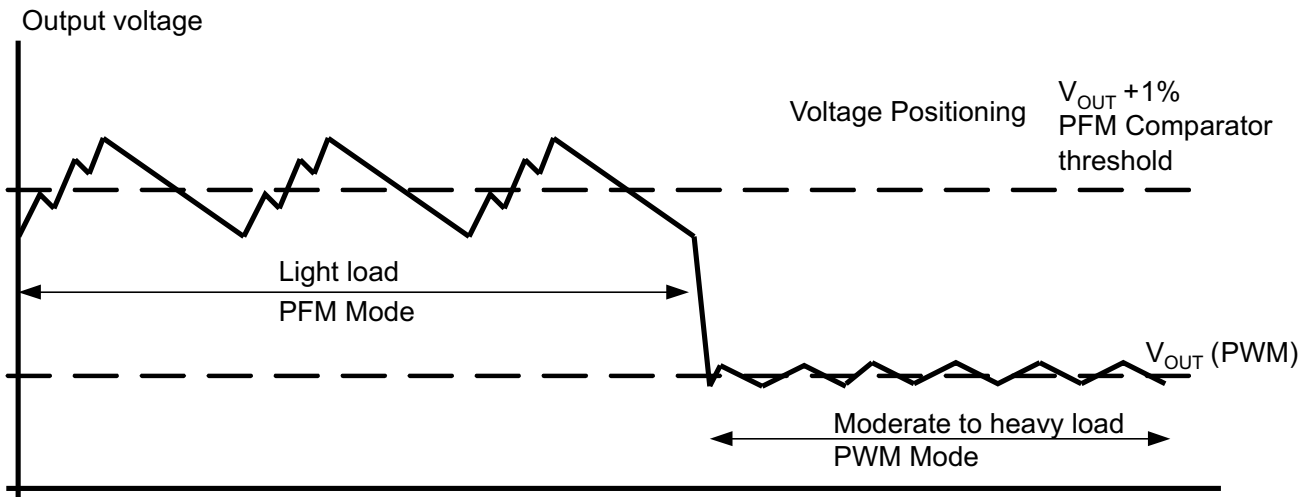 Output voltage
Voltage Positioning
V_OUT +1%
PFM Comparator
threshold
Light load
PFM Mode
V_OUT (PWM)
Moderate to heavy load
PWM Mode